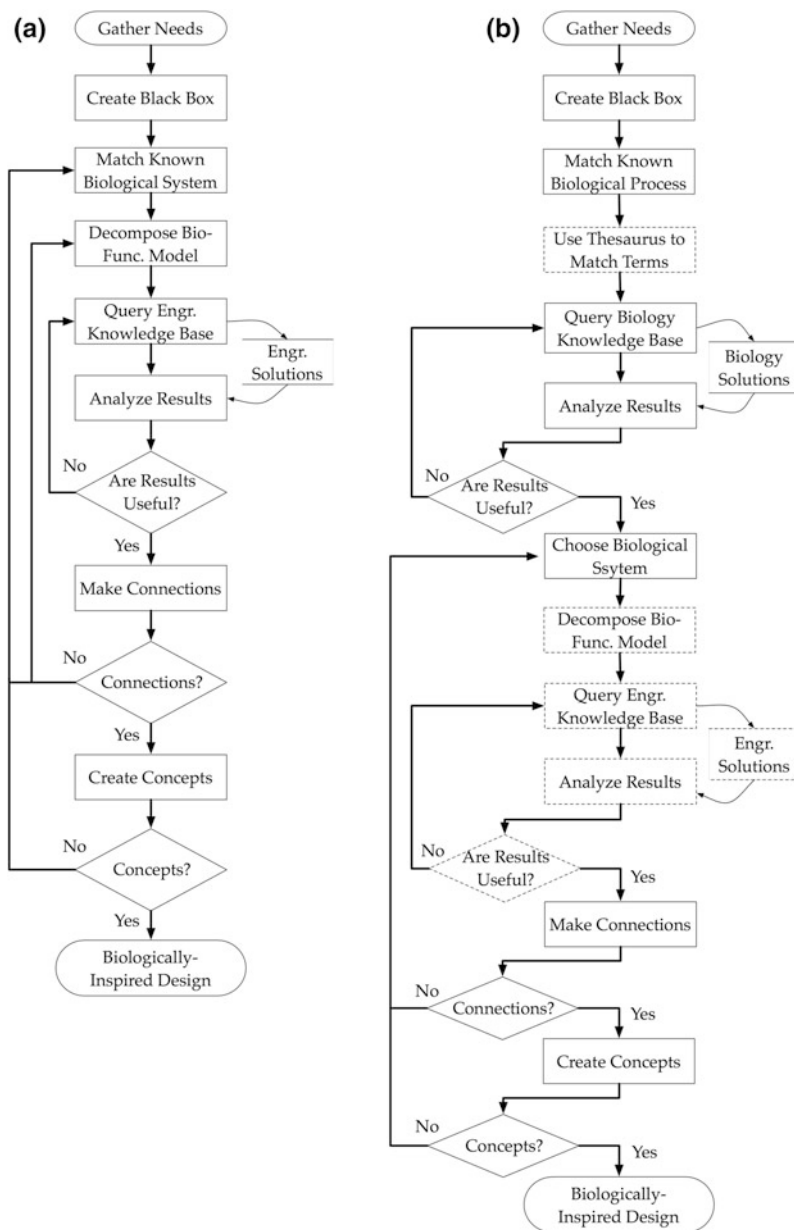 (a)
Gather Needs
Create Black Box
Match Known
Biological System
Decompose Bio-
Func. Model
Query Engr.
Knowledge Base
Engr.
Solutions
Analyze Results
No
Are Results
Useful?
Yes
Make Connections
No
Connections?
Yes
Create Concepts
No
Concepts?
Yes
Biologically-
Inspired Design
(b)
Gather Needs
Create Black Box
Match Known
Biological Process
Use Thesaurus to
Match Terms
Query Biology
Knowledge Base
Biology
Solutions
Analyze Results
No
Are Results
Useful?
Yes
Choose Biological
Ssytem
Decompose Bio-
Func. Model
Query Engr.
Knowledge Base
Engr.
Solutions
Analyze Results
No
Are Results
Useful?
Yes
Make Connections
No
Connections?
Yes
Create Concepts
No
Concepts?
Yes
Biologically-
Inspired Design